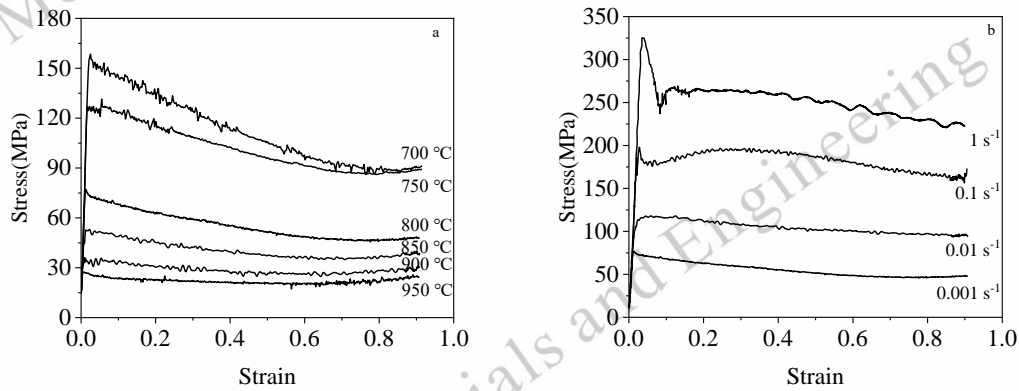 a
Stress(MPa)
180
150
120
90
60
30
0
700 °C
750 °C
800 °C
850 °C
900 °C
950 °C
0.0 0.2 0.4 0.6 0.8 1.0
Strain
b
Stress(MPa)
350
300
250
200
150
100
50
0
1 s⁻¹
0.1 s⁻¹
0.01 s⁻¹
0.001 s⁻¹
0.0 0.2 0.4 0.6 0.8 1.0
Strain
ials and Engineering